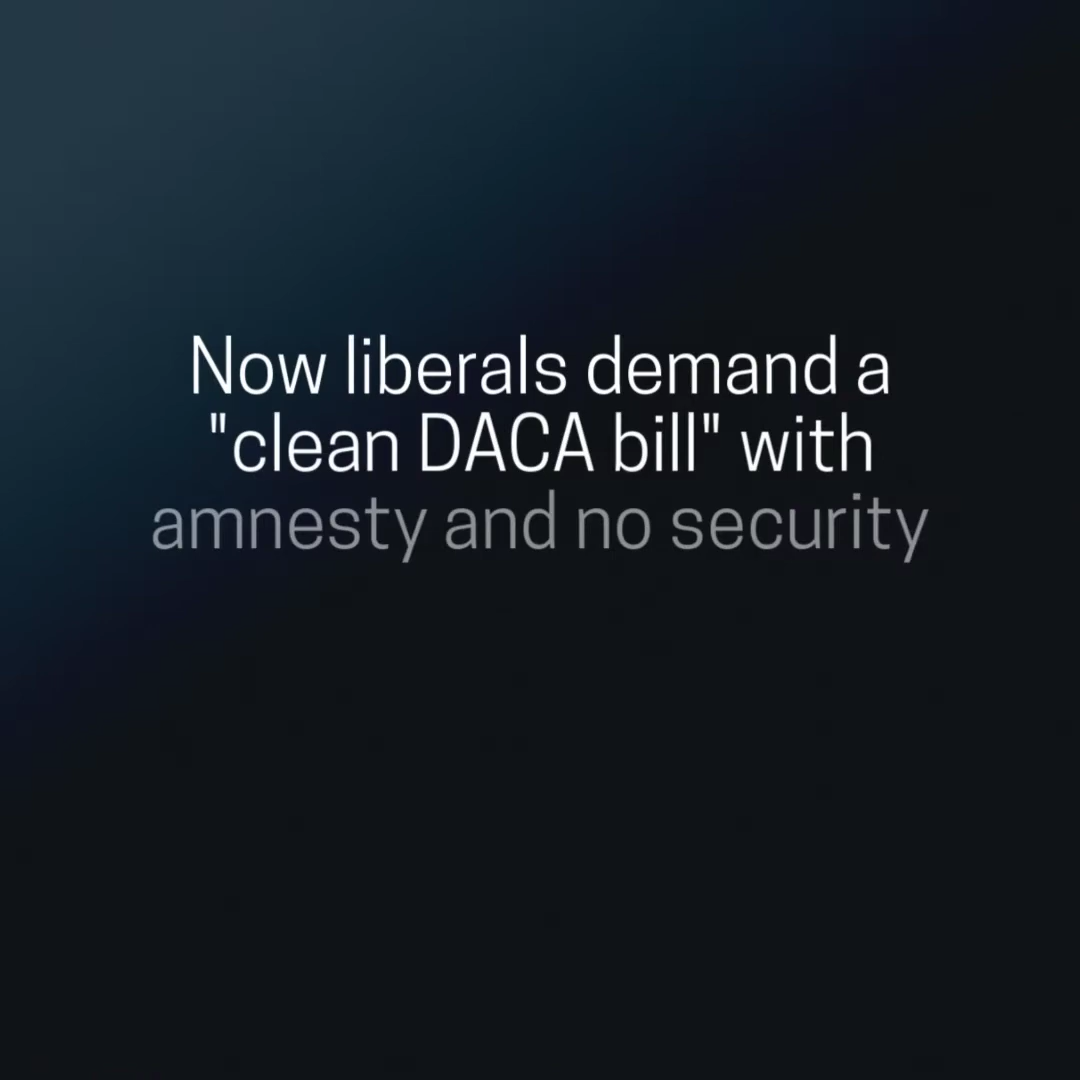 Now liberals demand a
"clean DACA bill" with
amnesty and no security